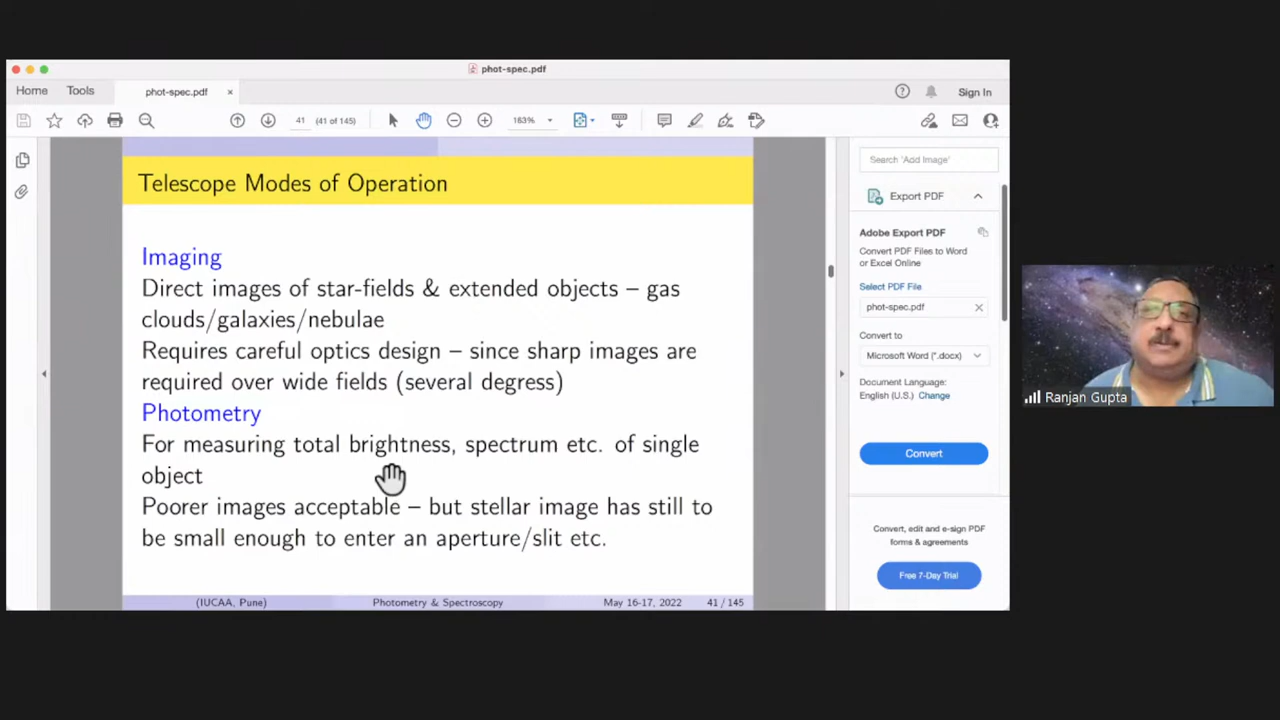 phot-spec.pdf
Home
Tools
phot-spec.pdf
×
Sign In
41
(41 of 145)
163%
Telescope Modes of Operation
Imaging
Direct images of star-fields & extended objects – gas
clouds/galaxies/nebulae
Requires careful optics design – since sharp images are
required over wide fields (several degress)
Photometry
For measuring total brightness, spectrum etc. of single
object
Poorer images acceptable – but stellar image has still to
be small enough to enter an aperture/slit etc.
(IUCAA, Pune)
Photometry & Spectroscopy
May 16-17, 2022
41 / 145
Search 'Add Image'
Export PDF
Adobe Export PDF
Convert PDF Files to Word
or Excel Online
Select PDF File
phot-spec.pdf
Convert to
Microsoft Word (*.docx)
Document Language:
English (U.S.) Change
Convert
Convert, edit and e-sign PDF
forms & agreements
Free 7-Day Trial
Ranjan Gupta